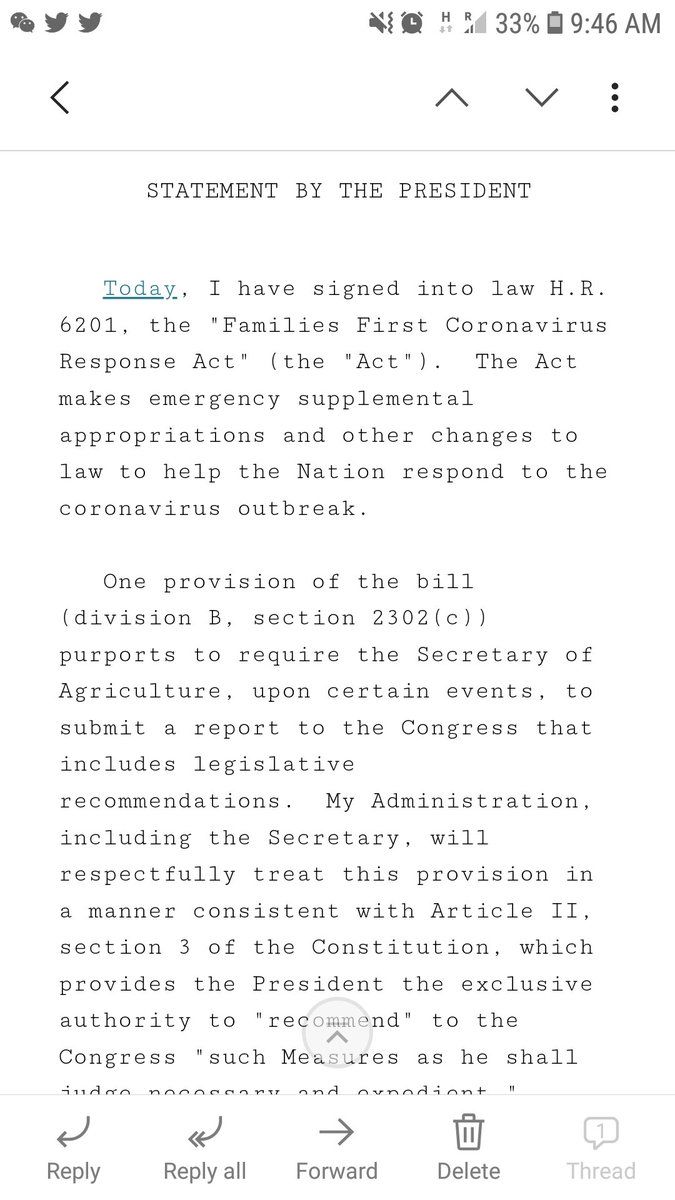 H R 33% 9:46 AM
STATEMENT BY THE PRESIDENT
Today, I have signed into law H.R.
6201, the "Families First Coronavirus
Response Act" (the "Act"). The Act
makes emergency supplemental
appropriations and other changes to
law to help the Nation respond to the
coronavirus outbreak.
One provision of the bill
(division B, section 2302(c))
purports to require the Secretary of
Agriculture, upon certain events, to
submit a report to the Congress that
includes legislative
recommendations. My Administration,
including the Secretary, will
respectfully treat this provision in
a manner consistent with Article II,
section 3 of the Constitution, which
provides the President the exclusive
authority to "recommend" to the
Congress "such Measures as he shall
judge necessary and expedient."
Reply Reply all Forward Delete 1 Thread